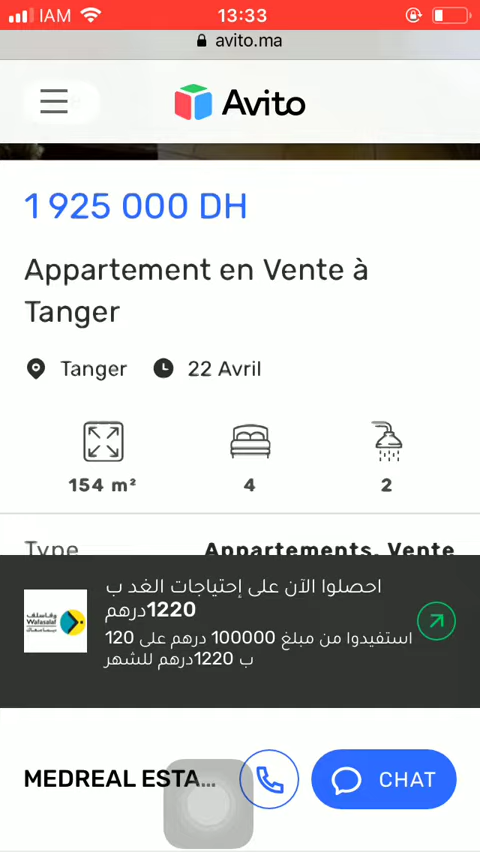 IAM 13:33
avito.ma
Avito
1 925 000 DH
Appartement en Vente à
Tanger
Tanger 22 Avril
154 m² 4 2
Type Appartements, Vente
احصلوا الآن على إحتياجات الغد ب
1220درهم
استفيدوا من مبلغ 100000 درهم على 120
ب 1220درهم للشهر
وفاسلف
Wafasalaf
MEDREAL ESTA...
CHAT